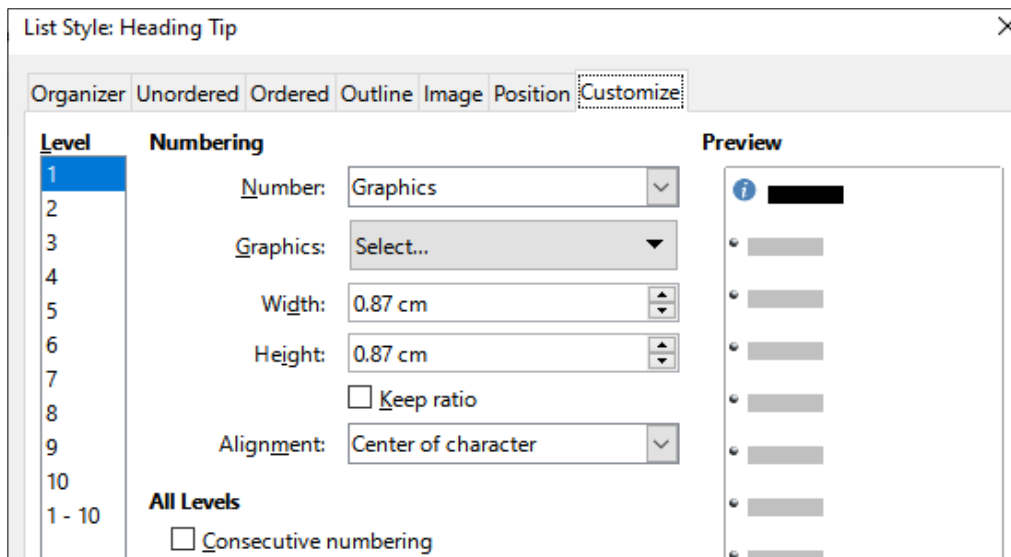 List Style: Heading Tip
Organizer Unordered Ordered Outline Image Position Customize
Level
1
2
3
4
5
6
7
8
9
10
1 - 10
Numbering
Number: Graphics
Graphics: Select...
Width: 0.87 cm
Height: 0.87 cm
Keep ratio
Alignment: Center of character
All Levels
Consecutive numbering
Preview
i